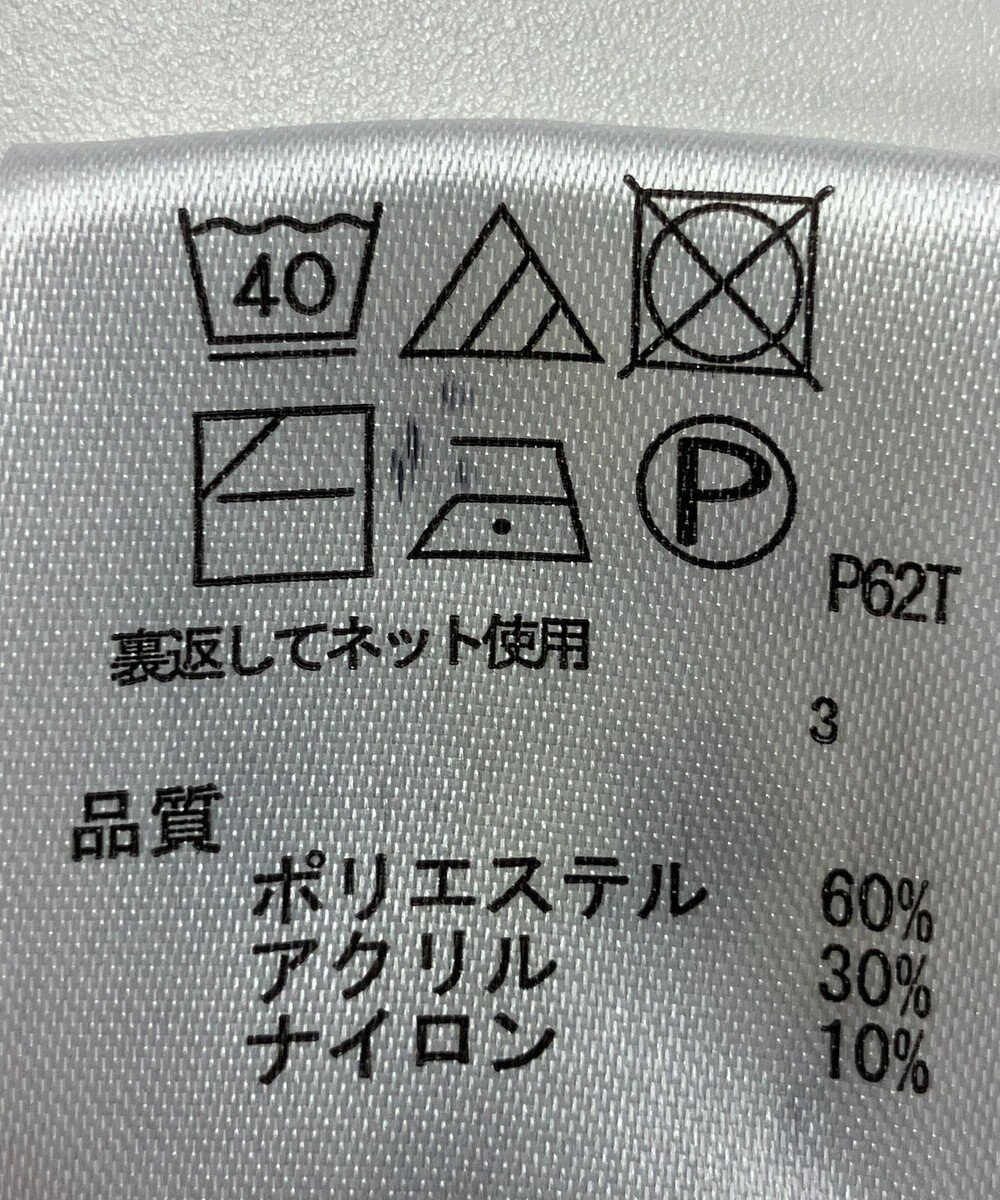 40
P
P62T
裏返してネット使用
3
品質
ポリエステル 60%
アクリル 30%
ナイロン 10%